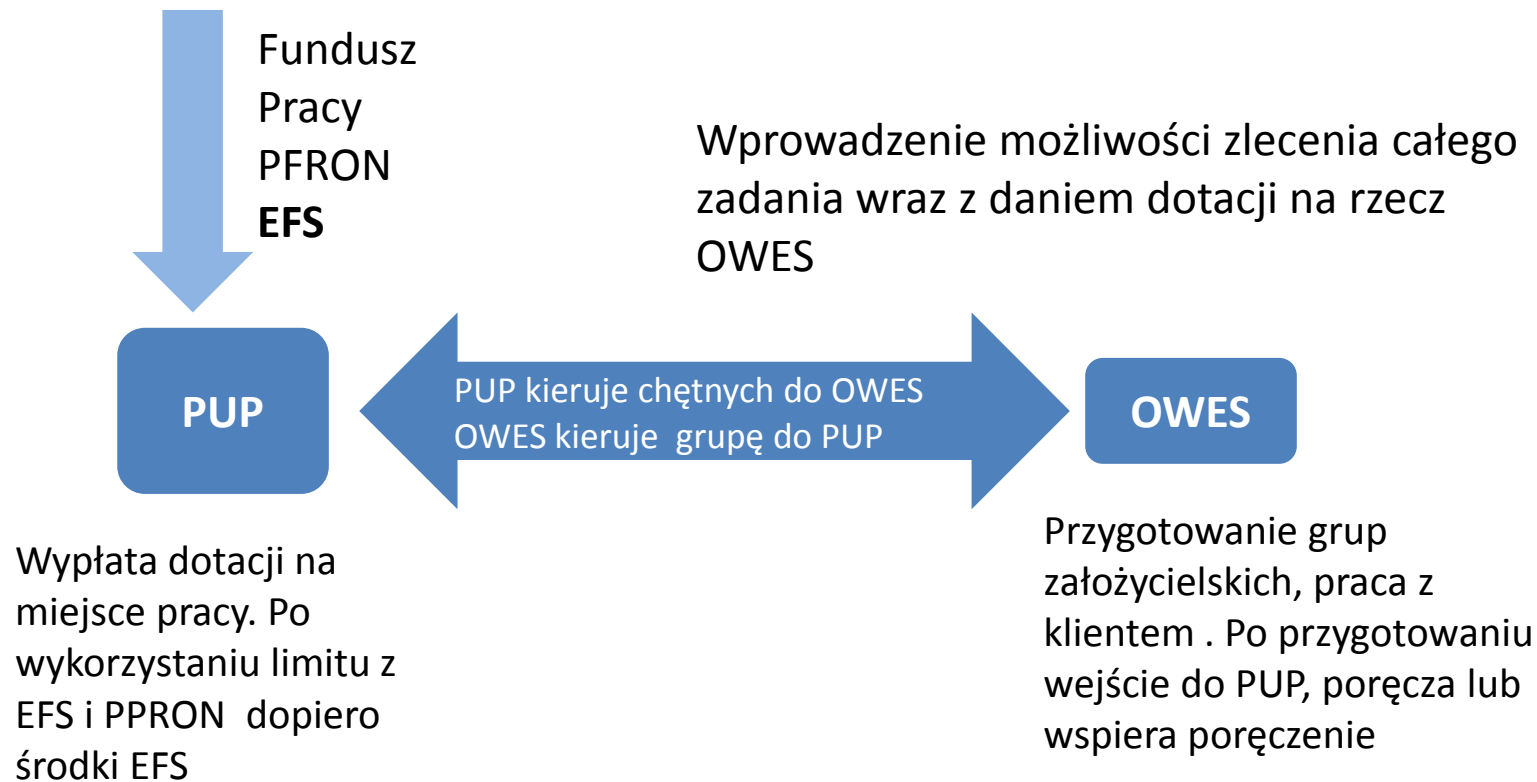 Fundusz
Pracy
PFRON
EFS
Wprowadzenie możliwości zlecenia całego
zadania wraz z daniem dotacji na rzecz
OWES
PUP
PUP kieruje chętnych do OWES
OWES kieruje grupę do PUP
OWES
Wypłata dotacji na
miejsce pracy. Po
wykorzystaniu limitu z
EFS i PPRON dopiero
środki EFS
Przygotowanie grup
założycielskich, praca z
klientem . Po przygotowaniu
wejście do PUP, poręcza lub
wspiera poręczenie